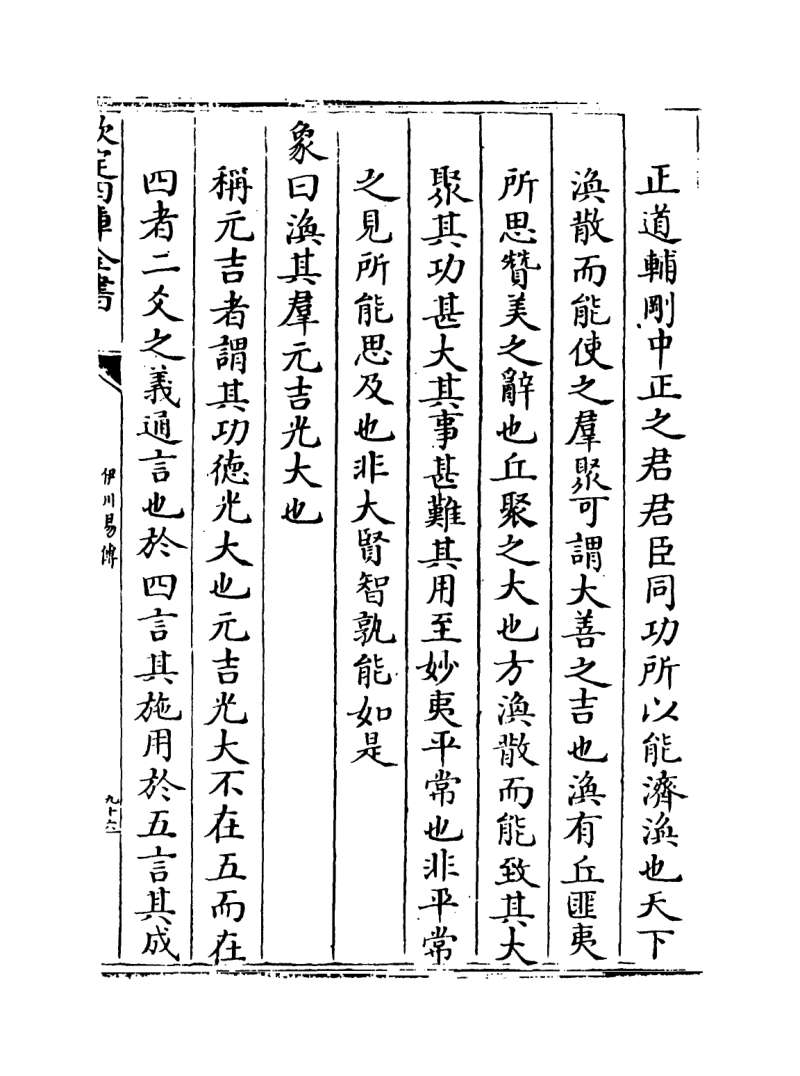 正道輔剛中正之君君臣同功所以能濟渙也天下
渙散而能使之羣聚可謂大善之吉也渙有丘匪夷
所思贊美之辭也丘聚之大也方渙散而能致其大
聚其功甚大其事甚難其用至妙夷平常也非平常
之見所能思及也非大賢智孰能如是
象曰渙其羣元吉光大也
稱元吉者謂其功德光大也元吉光大不在五而在
四者二爻之義通言也於四言其施用於五言其成
欽定四庫全書
伊川易傳
九十六